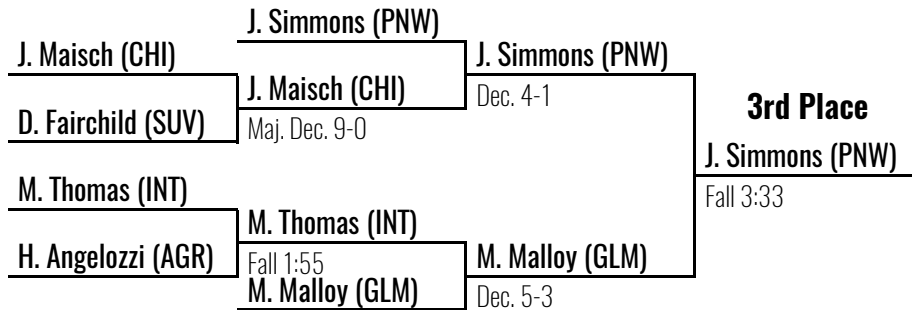 J. Simmons (PNW)
J. Maisch (CHI)
J. Simmons (PNW)
J. Maisch (CHI)
Dec. 4-1
3rd Place
D. Fairchild (SUV)
Maj. Dec. 9-0
J. Simmons (PNW)
M. Thomas (INT)
Fall 3:33
M. Thomas (INT)
H. Angelozzi (AGR)
Fall 1:55
M. Malloy (GLM)
M. Malloy (GLM)
Dec. 5-3